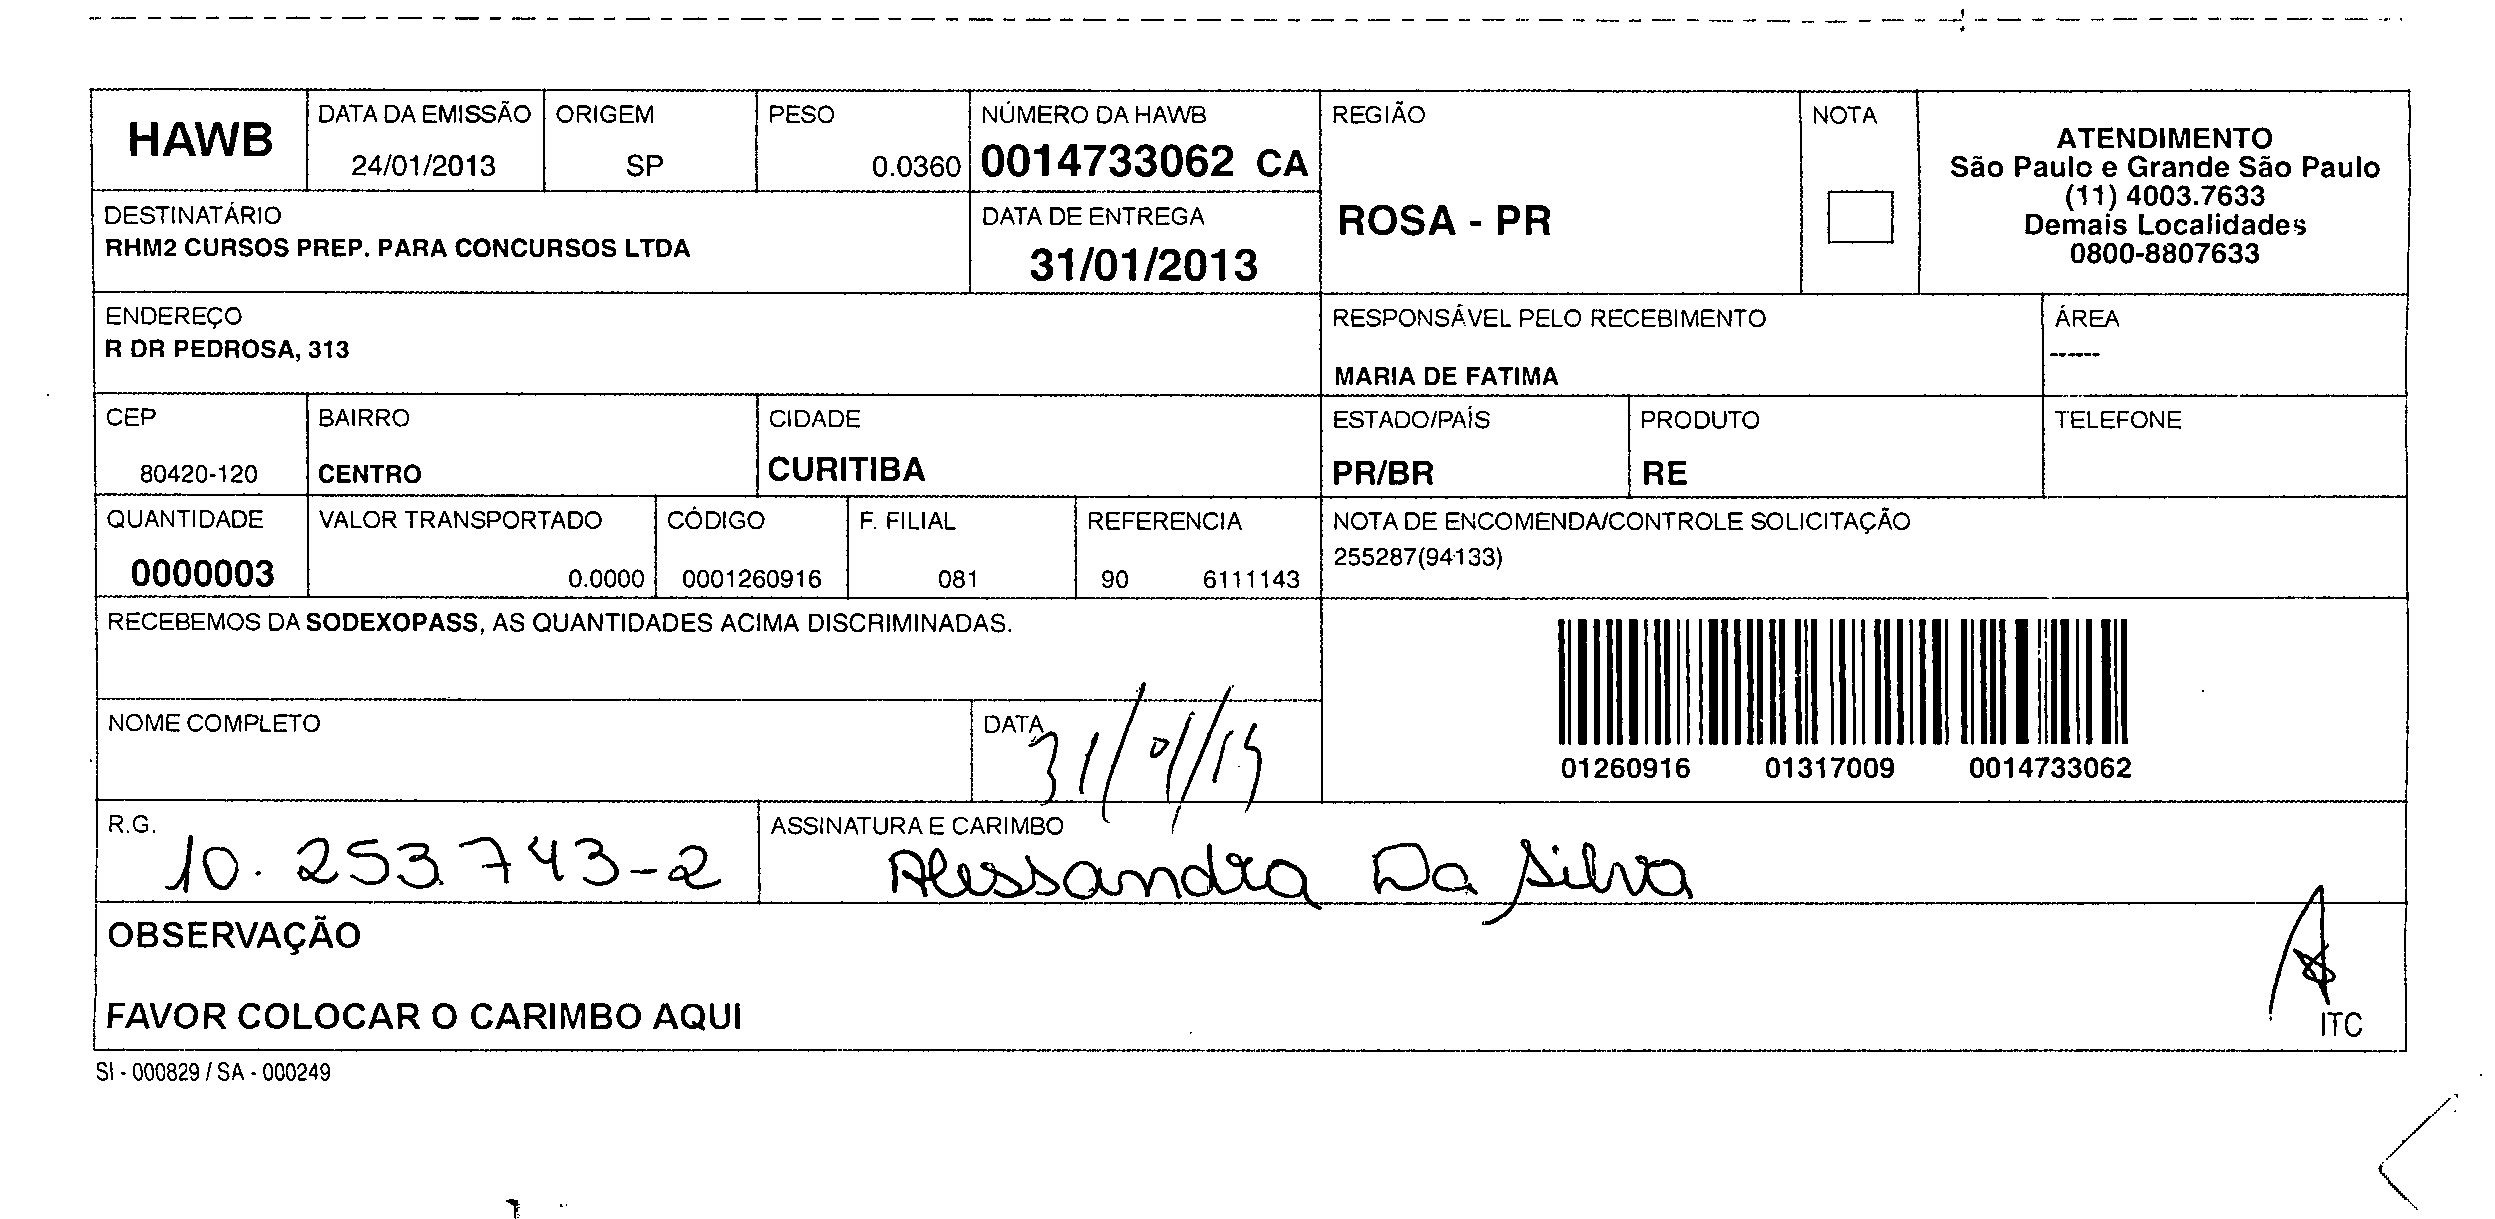 HAWB
DATA DA EMISSÃO
24/01/2013
ORIGEM
SP
PESO
0.0360
NÚMERO DA HAWB
0014733062 CA
REGIÃO
ROSA - PR
NOTA
ATENDIMENTO
São Paulo e Grande São Paulo
(11) 4003.7633
Demais Localidades
0800-8807633
DESTINATÁRIO
RHM2 CURSOS PREP. PARA CONCURSOS LTDA
DATA DE ENTREGA
31/01/2013
ENDEREÇO
R DR PEDROSA, 313
RESPONSÁVEL PELO RECEBIMENTO
MARIA DE FATIMA
ÁREA
------
CEP
80420-120
BAIRRO
CENTRO
CIDADE
CURITIBA
ESTADO/PAÍS
PR/BR
PRODUTO
RE
TELEFONE
QUANTIDADE
0000003
VALOR TRANSPORTADO
0.0000
CÓDIGO
0001260916
F. FILIAL
081
REFERENCIA
90 6111143
NOTA DE ENCOMENDA/CONTROLE SOLICITAÇÃO
255287(94133)
RECEBEMOS DA SODEXOPASS, AS QUANTIDADES ACIMA DISCRIMINADAS.
01260916 01317009 0014733062
NOME COMPLETO
DATA
31/01/13
R.G.
10.253.743-2
ASSINATURA E CARIMBO
Alessandra Da Silva
OBSERVAÇÃO
FAVOR COLOCAR O CARIMBO AQUI
ITC
SI - 000829 / SA - 000249